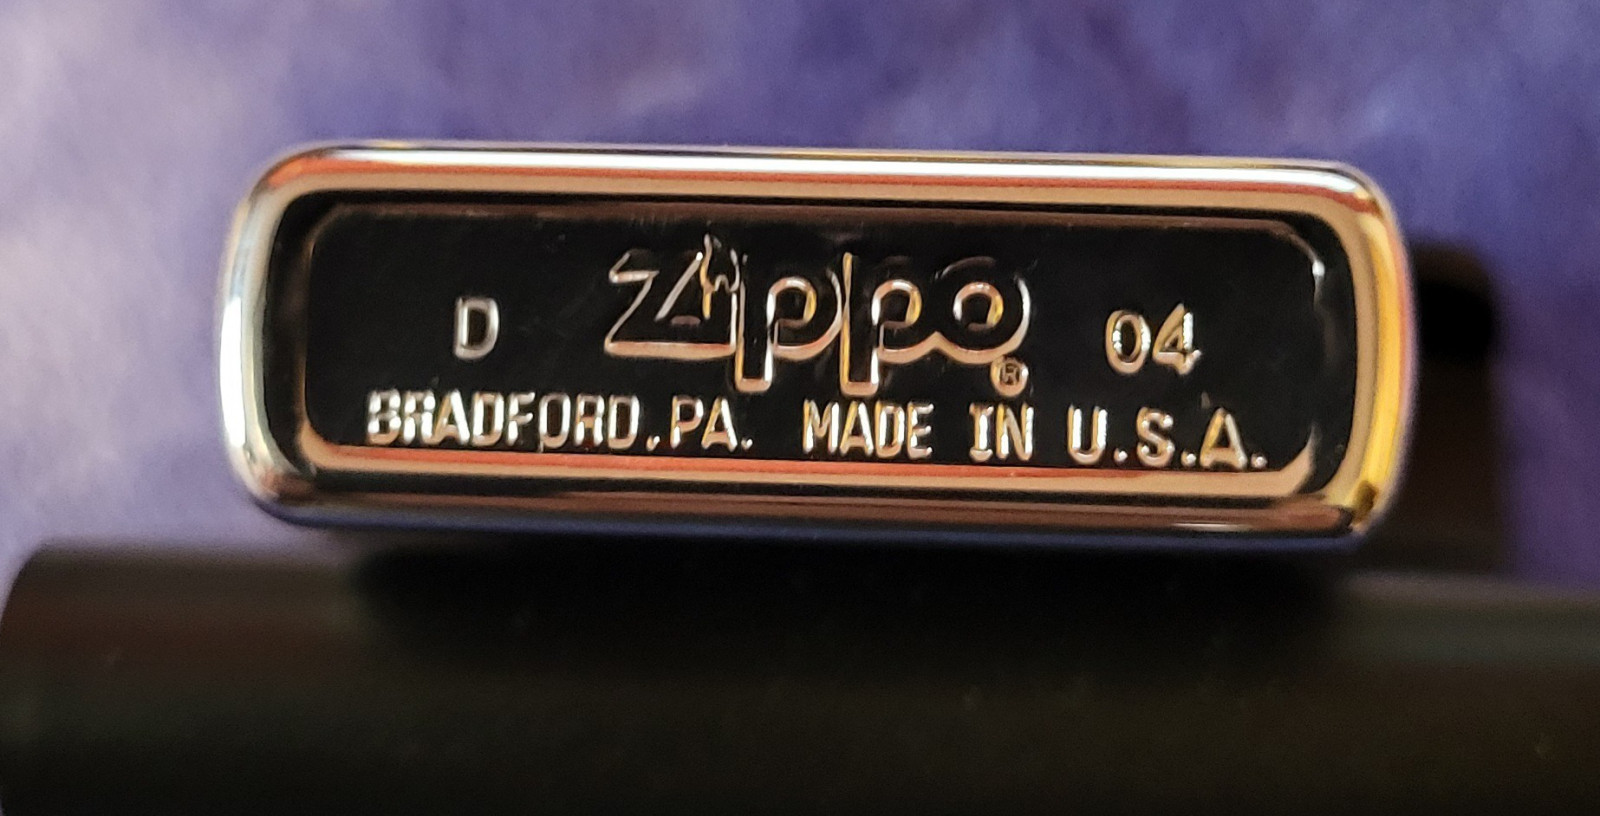 D Zippo® 04
BRADFORD,PA. MADE IN U.S.A.